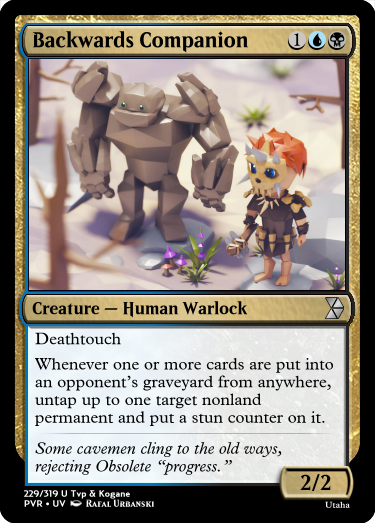 Backwards Companion 1
Creature — Human Warlock
Deathtouch
Whenever one or more cards are put into
an opponent's graveyard from anywhere,
untap up to one target nonland
permanent and put a stun counter on it.
Some cavemen cling to the old ways,
rejecting Obsolete “progress.”
2/2
229/319 U Tvp & Kogane
PVR • UV Rafal Urbanski
Utaha